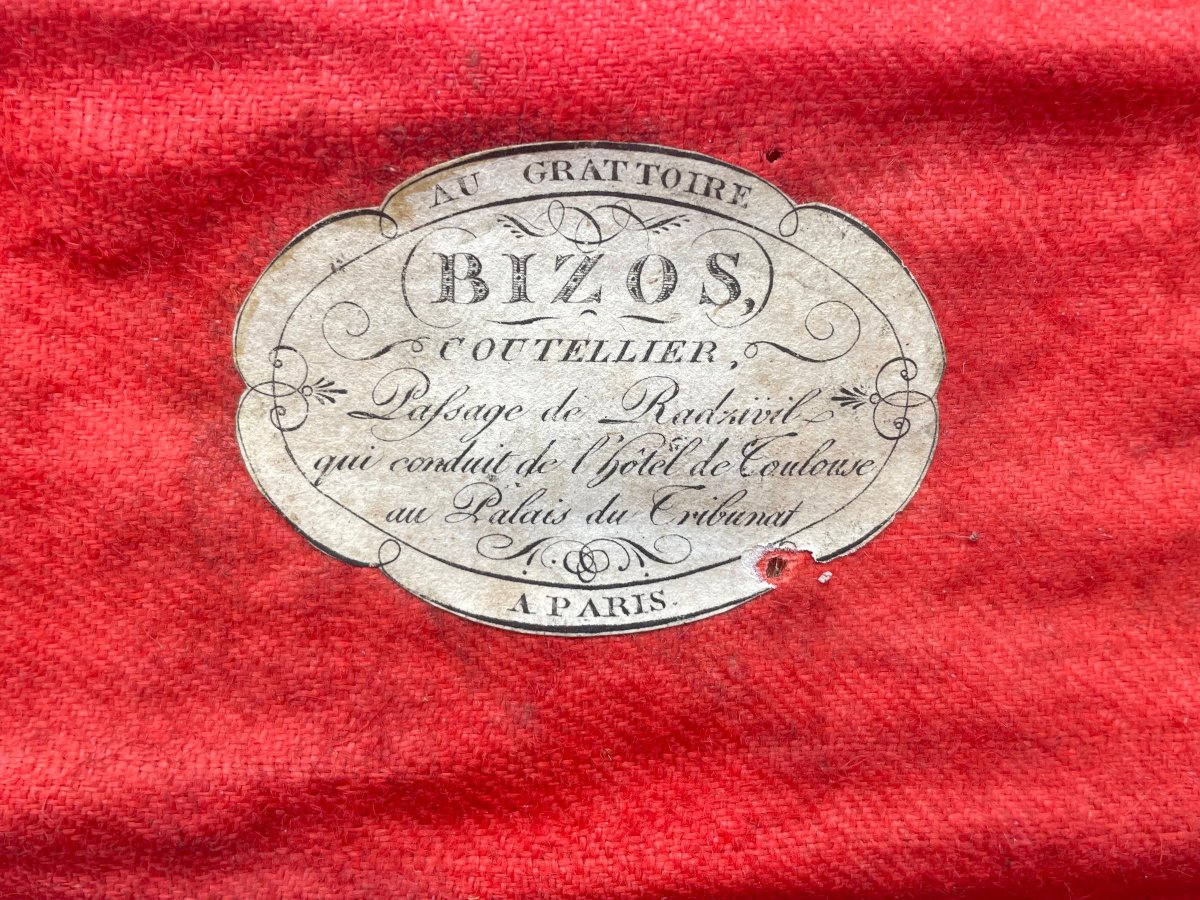 AU GRATTOIRE
BIZOS,
COUTELLIER,
Paſsage de Radzivil
qui conduit de l'hôtel de Toulouse
au Palais du Tribunat
A PARIS.